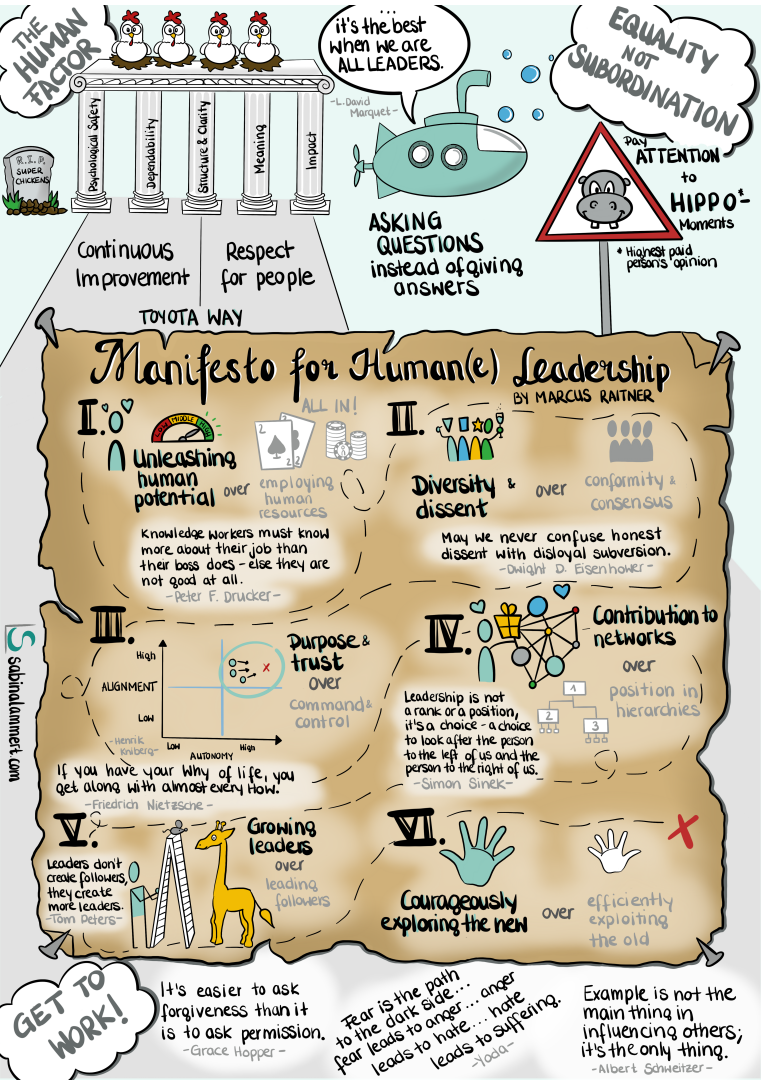 THE
HUMAN
FACTOR
...
it's the best
when we are
ALL LEADERS.
-L. David
Marquet-
EQUALITY
NOT
SUBORDINATION
R.I.P.
SUPER
CHICKENS
Psychological Safety
Dependability
Structure & Clarity
Meaning
Impact
Pay
ATTENTION
to
HIPPO*-
Moments
* Highest paid
person's opinion
ASKING
QUESTIONS
instead of giving
answers
Continuous
Improvement
Respect
for people
TOYOTA WAY
Manifesto for Human(e) Leadership
BY MARCUS RAITNER
I.
LOW MIDDLE HIGH
ALL IN!
2
2
2
Unleashing
human
potential
over
employing
human
resources
Knowledge workers must know
more about their job than
their boss does - else they are
not good at all.
-Peter F. Drucker-
II.
Diversity &
dissent
over
conformity &
consensus
May we never confuse honest
dissent with disloyal subversion.
-Dwight D. Eisenhower-
III.
High
ALIGNMENT
Low
Low
High
AUTONOMY
-Henrik
Kniberg-
x
Purpose &
trust
over
command &
control
If you have your Why of life, you
get along with almost every How.
-Friedrich Nietzsche-
IV.
Contribution to
networks
over
position in
hierarchies
1
2
3
Leadership is not
a rank or a position,
it's a choice - a choice
to look after the person
to the left of us and the
person to the right of us.
-Simon Sinek-
V.
Growing
leaders
over
leading
followers
Leaders don't
create followers,
they create
more leaders.
-Tom Peters-
VI.
Courageously
exploring the new
over
efficiently
exploiting
the old
S sabinalammert.com
GET TO
WORK!
It's easier to ask
forgiveness than it
is to ask permission.
-Grace Hopper-
Fear is the path
to the dark side....
fear leads to anger... anger
leads to hate... hate
leads to suffering.
-Yoda-
Example is not the
main thing in
influencing others;
it's the only thing.
-Albert Schweitzer-